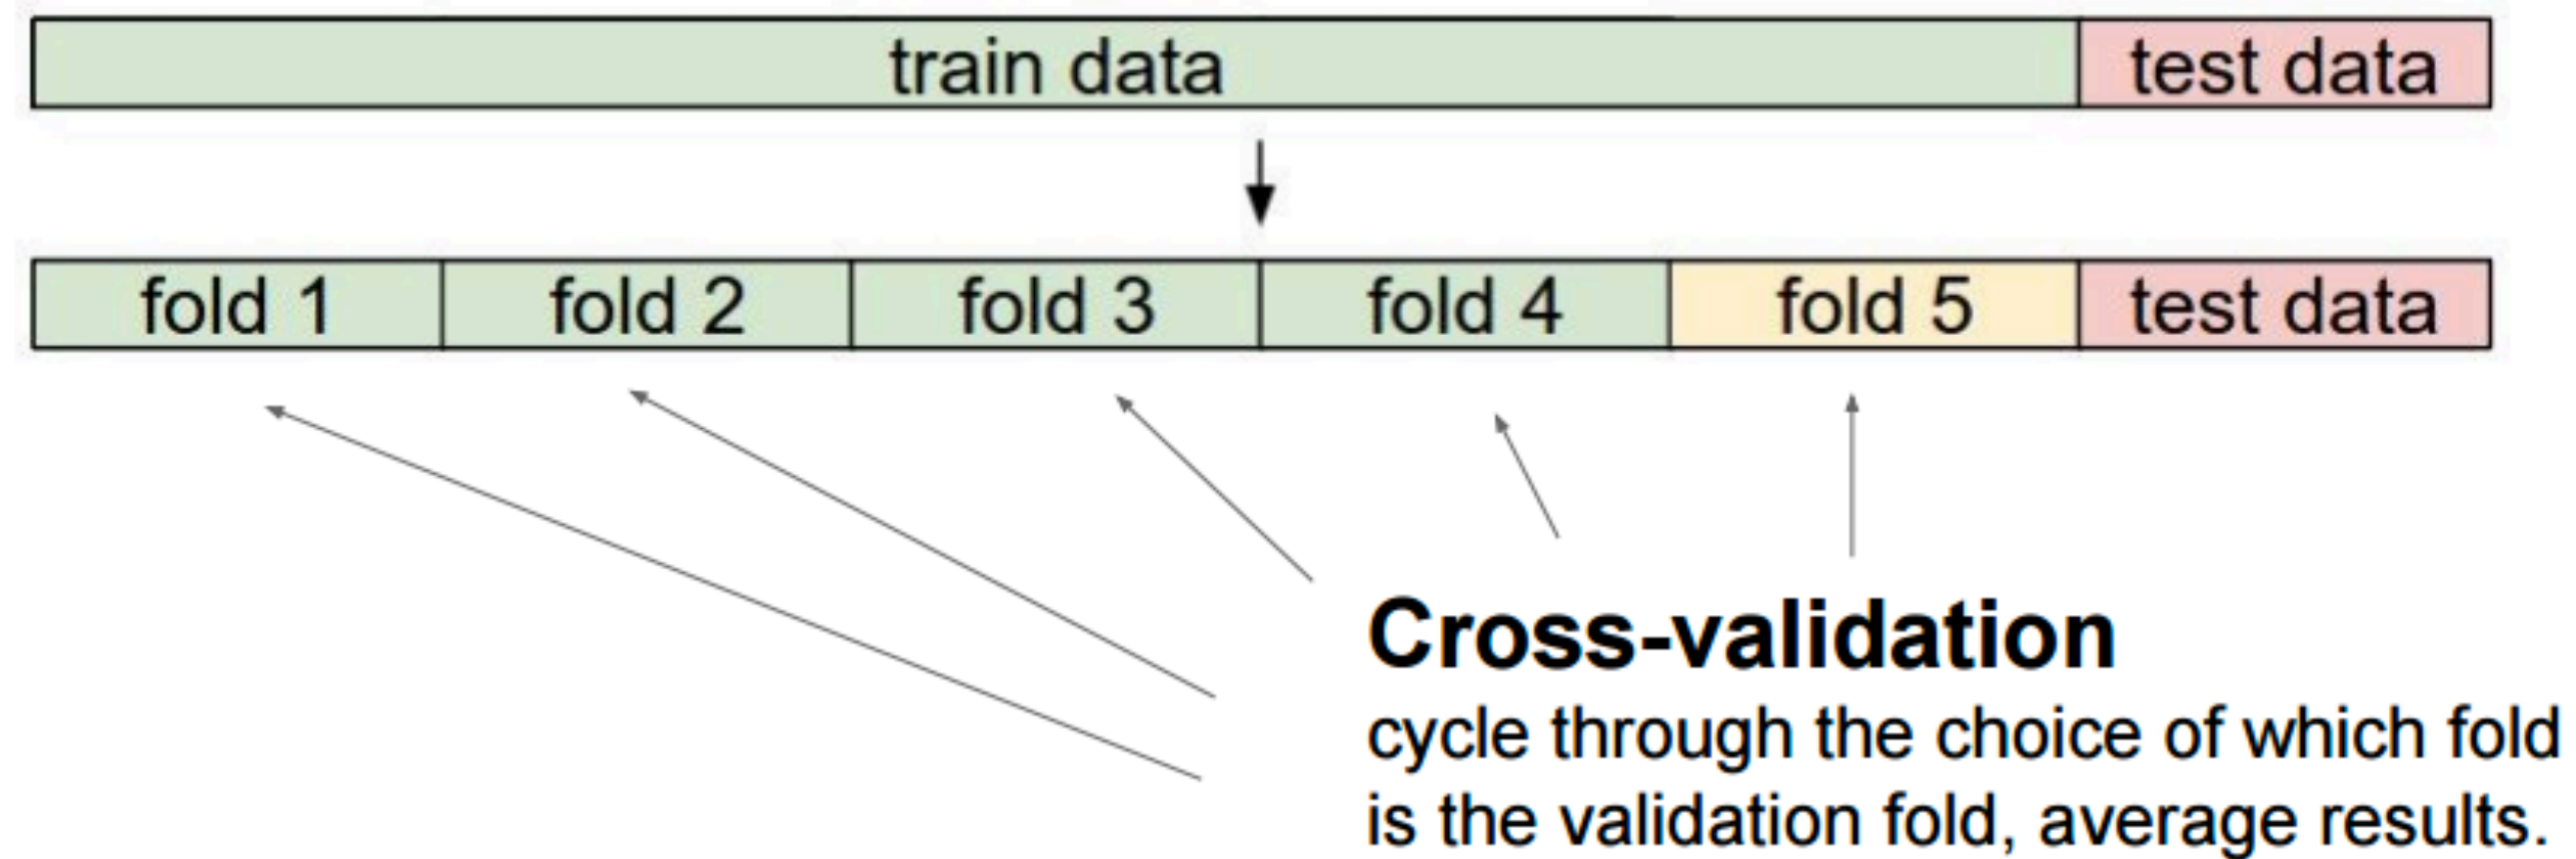 train data test data
fold 1 fold 2 fold 3 fold 4 fold 5 test data
Cross-validation
cycle through the choice of which fold
is the validation fold, average results.